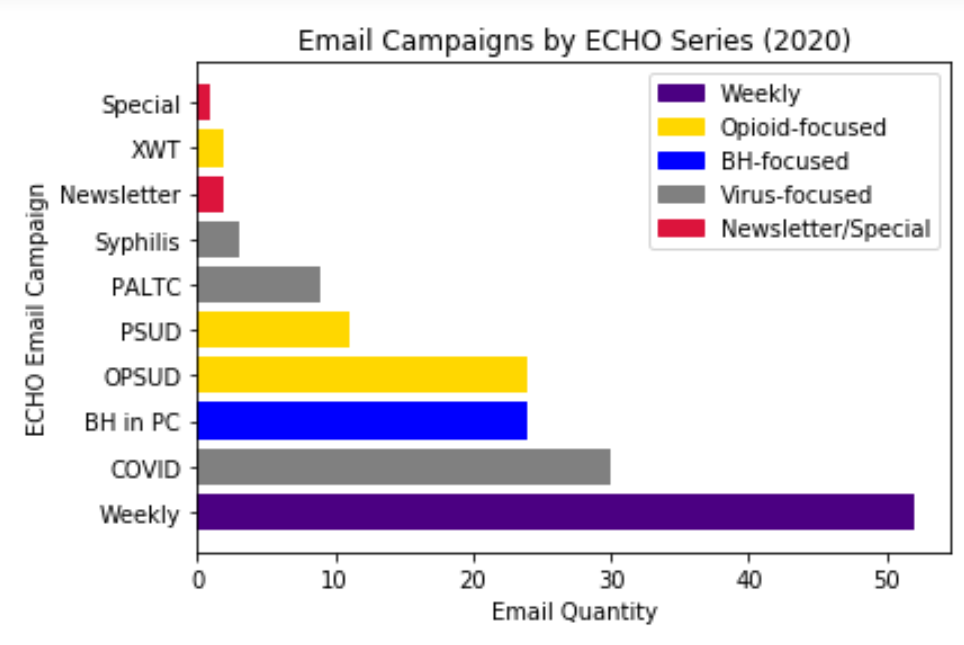 Email Campaigns by ECHO Series (2020)
Weekly
Opioid-focused
BH-focused
Virus-focused
Newsletter/Special
ECHO Email Campaign
Special
XWT
Newsletter
Syphilis
PALTC
PSUD
OPSUD
BH in PC
COVID
Weekly
0 10 20 30 40 50
Email Quantity